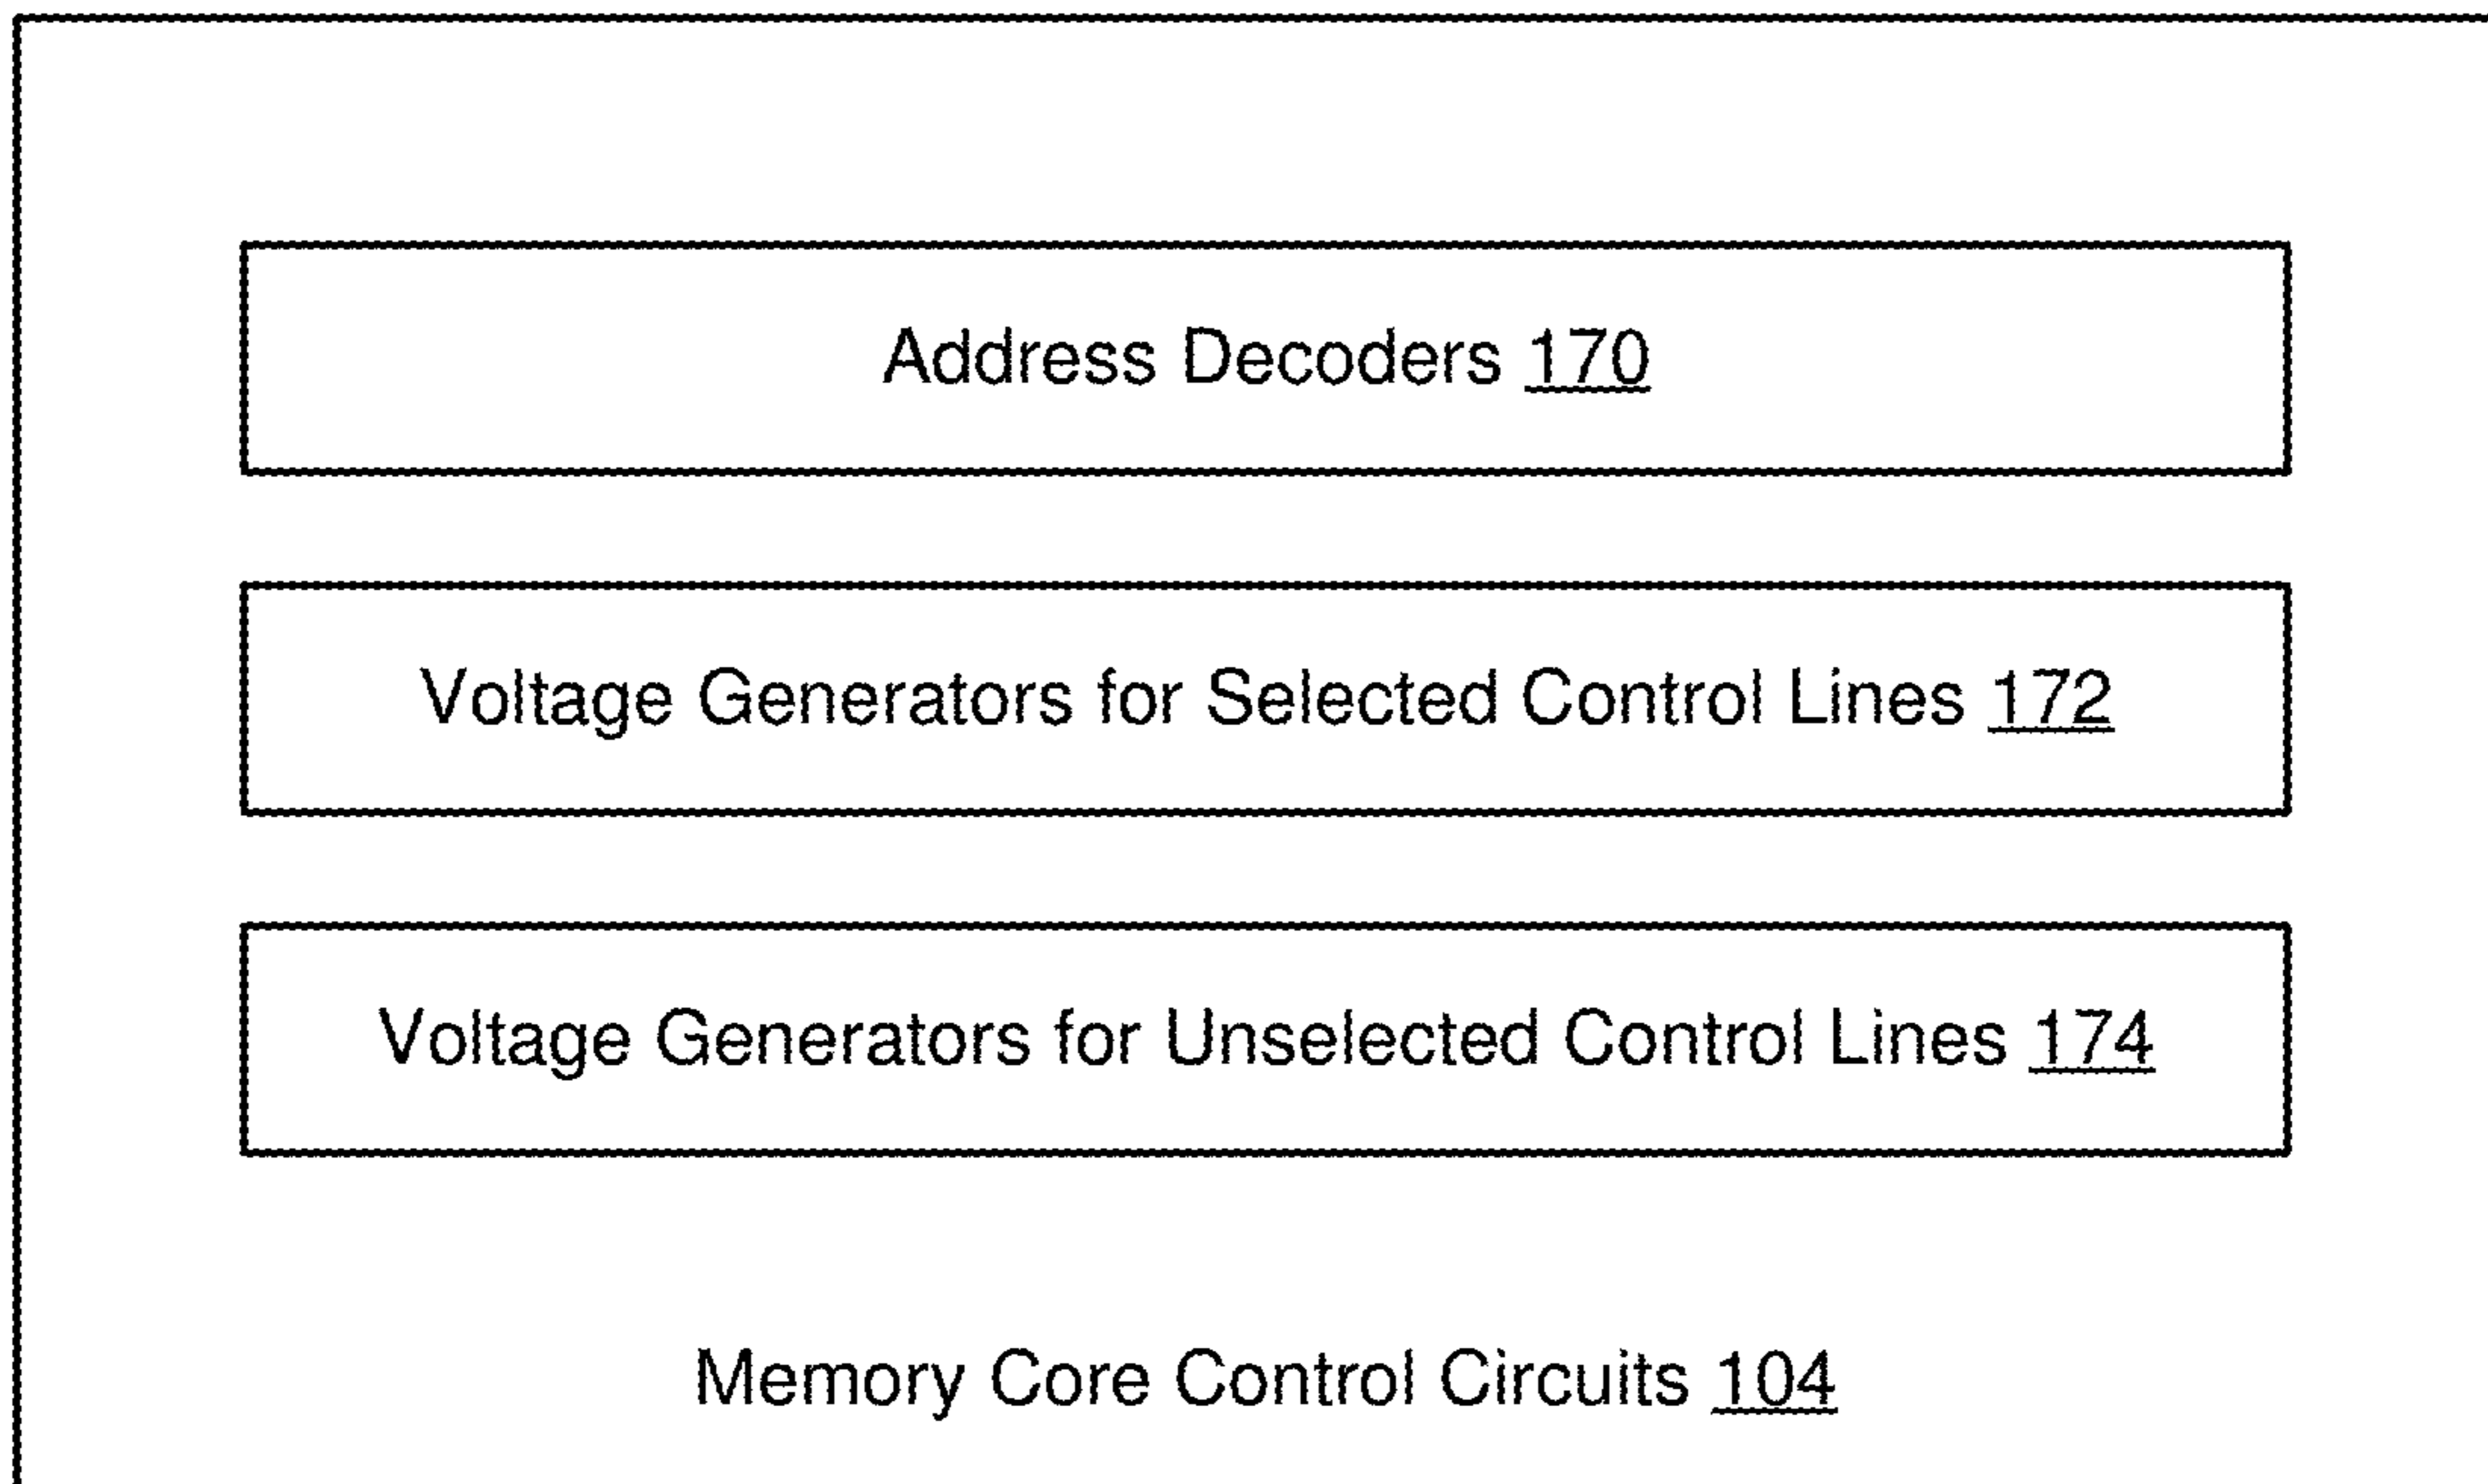 Address Decoders 170
Voltage Generators for Selected Control Lines 172
Voltage Generators for Unselected Control Lines 174
Memory Core Control Circuits 104